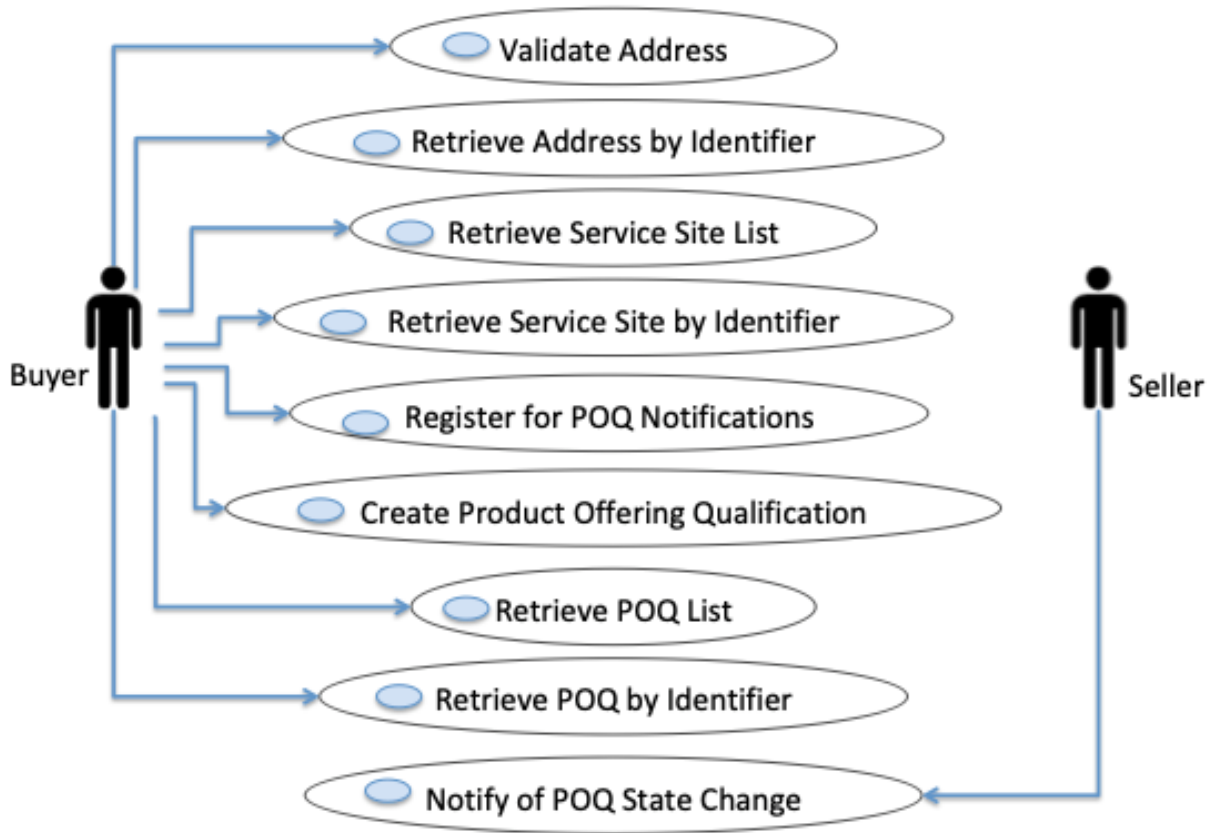 Validate Address
Retrieve Address by Identifier
Retrieve Service Site List
Retrieve Service Site by Identifier
Buyer
Seller
Register for POQ Notifications
Create Product Offering Qualification
Retrieve POQ List
Retrieve POQ by Identifier
Notify of POQ State Change